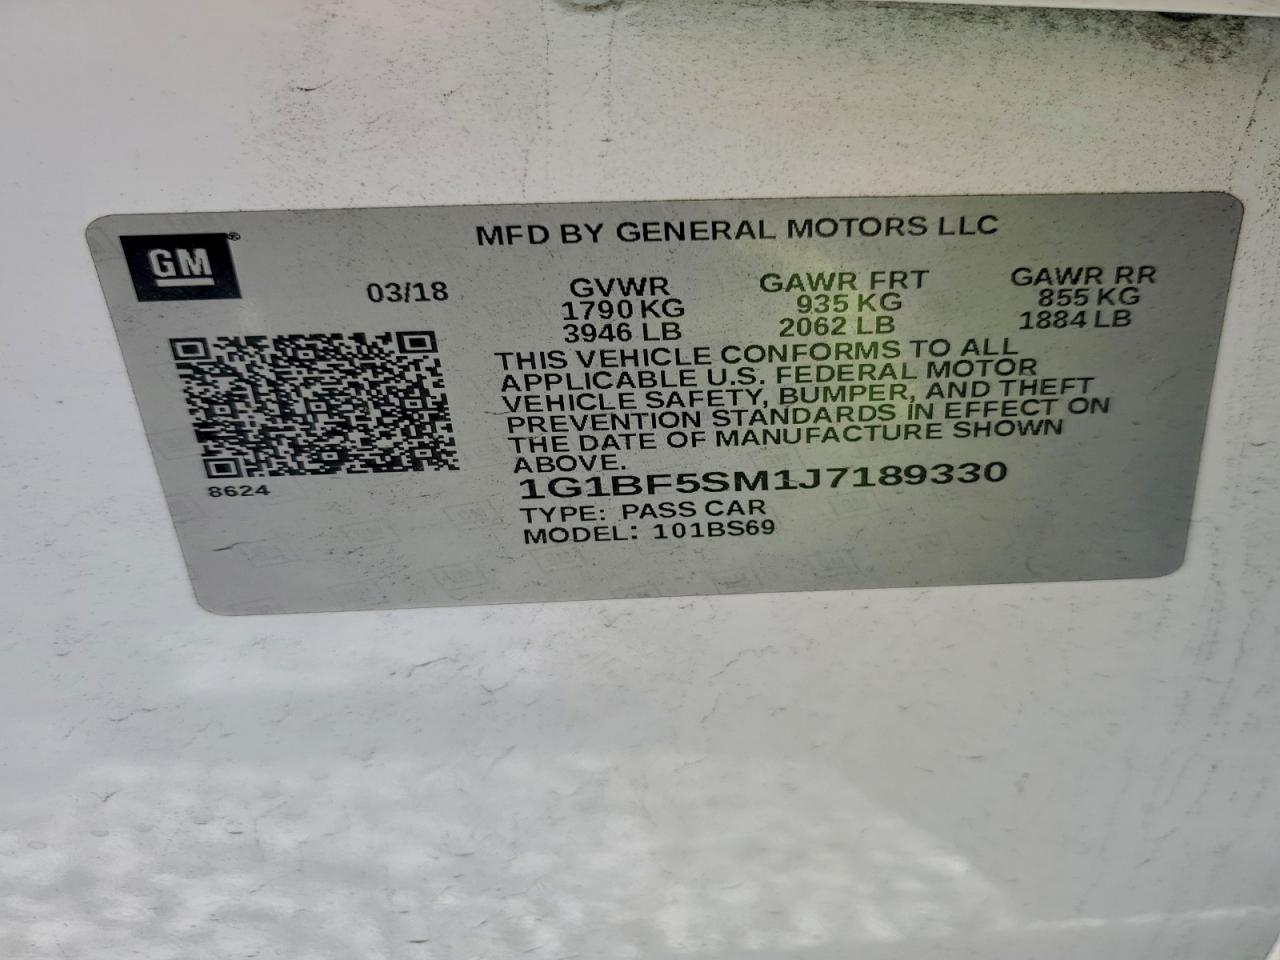 MFD BY GENERAL MOTORS LLC
GM®
03/18
GVWR GAWR FRT GAWR RR
1790 KG 935 KG 855 KG
3946 LB 2062 LB 1884 LB
THIS VEHICLE CONFORMS TO ALL
APPLICABLE U.S. FEDERAL MOTOR
VEHICLE SAFETY, BUMPER, AND THEFT
PREVENTION STANDARDS IN EFFECT ON
THE DATE OF MANUFACTURE SHOWN
ABOVE.
8624
1G1BF5SM1J7189330
TYPE: PASS CAR
MODEL: 101BS69